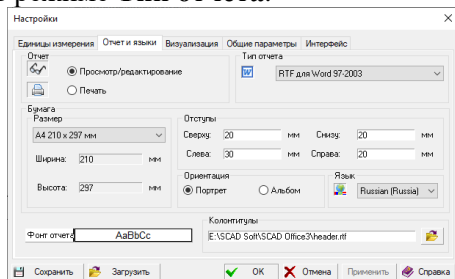 Настройки
Единицы измерения Отчет и языки Визуализация Общие параметры Интерфейс
Отчет Тип отчета
Просмотр/редактирование RTF для Word 97-2003
Печать
Бумага
Размер Отступы
A4 210 x 297 мм Сверху: 20 мм Снизу: 20 мм
Ширина: 210 мм Слева: 30 мм Справа: 20 мм
Ориентация Язык
Высота: 297 мм Портрет Альбом Russian (Russia)
Колонтитулы
Фонт отчета AaBbCc E:\SCAD Soft\SCAD Office3\header.rtf
Сохранить Загрузить OK Отмена Применить Справка